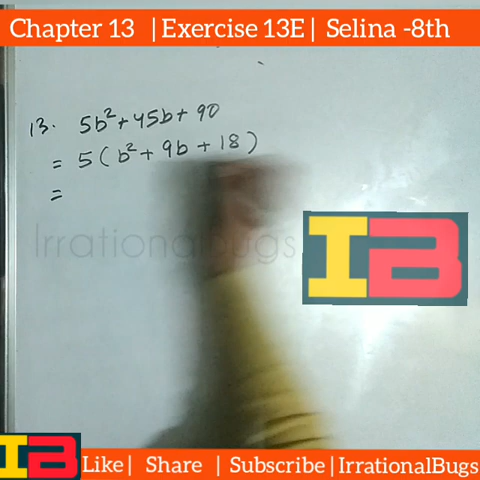 Chapter 13 | Exercise 13E | Selina -8th
13. 5b²+45b+90
= 5(b²+9b+18)
=
Irrationalbugs
IB
IB Like | Share | Subscribe | IrrationalBugs